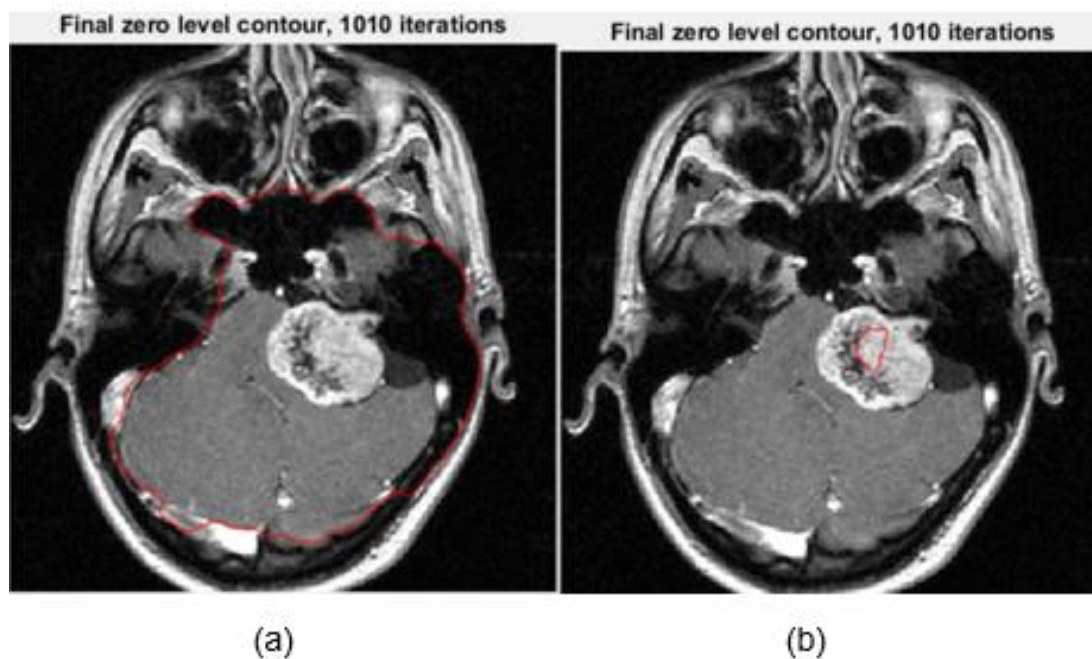 Final zero level contour, 1010 iterations
Final zero level contour, 1010 iterations
(a)
(b)